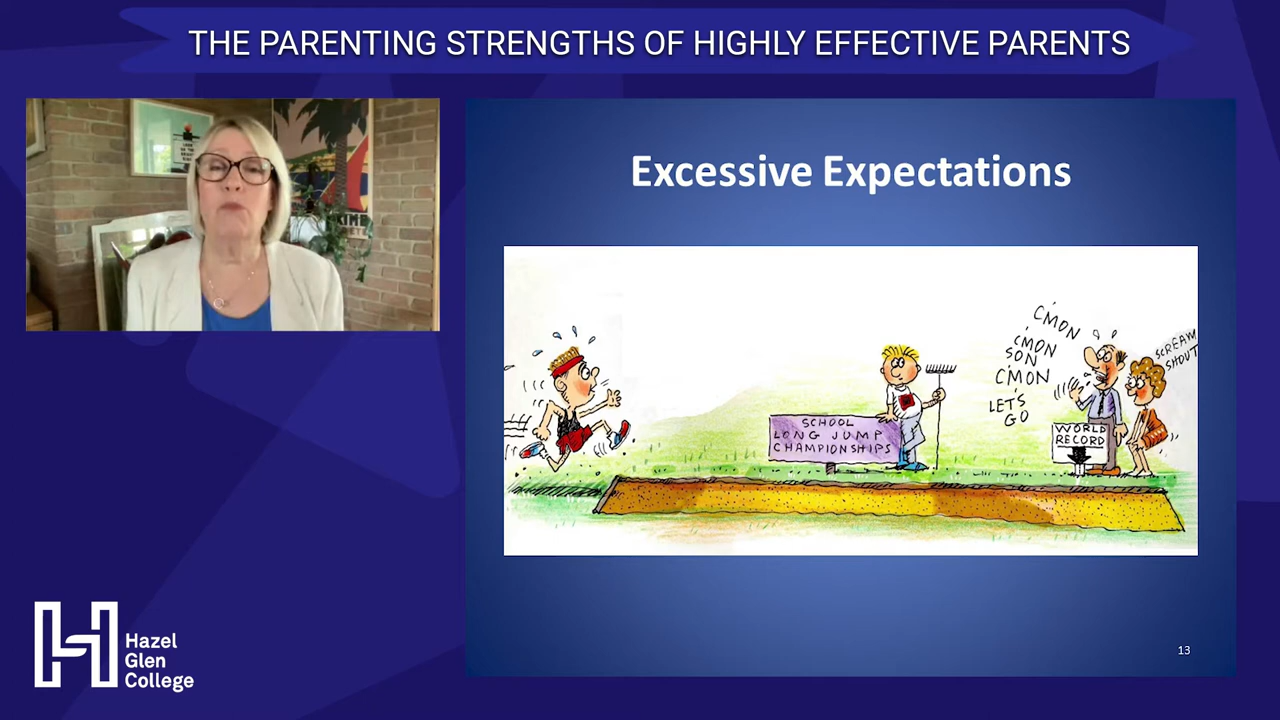 THE PARENTING STRENGTHS OF HIGHLY EFFECTIVE PARENTS
Excessive Expectations
C'MON
C'MON
SON
C'MON
LET'S
GO
SCREAM
SHOUT
SCHOOL
LONG JUMP
CHAMPIONSHIPS
WORLD
RECORD
Hazel
Glen
College
13